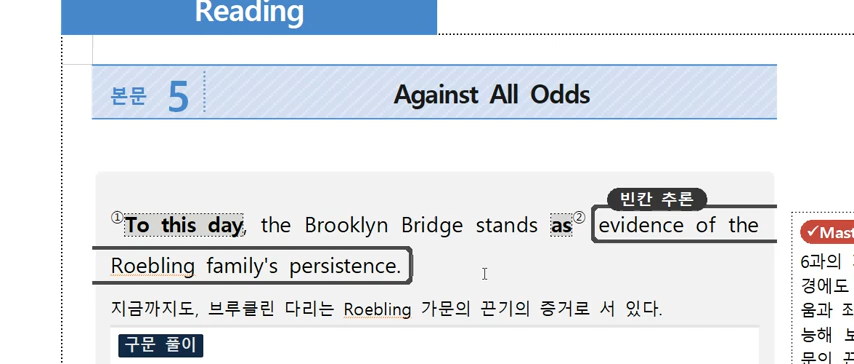 Reading
본문 5 Against All Odds
빈칸 추론
①To this day, the Brooklyn Bridge stands as② evidence of the
Roebling family's persistence.
지금까지도, 브루클린 다리는 Roebling 가문의 끈기의 증거로 서 있다.
구문 풀이
✓Mast
6과의
경에도
움과
능해 보
문의 끈